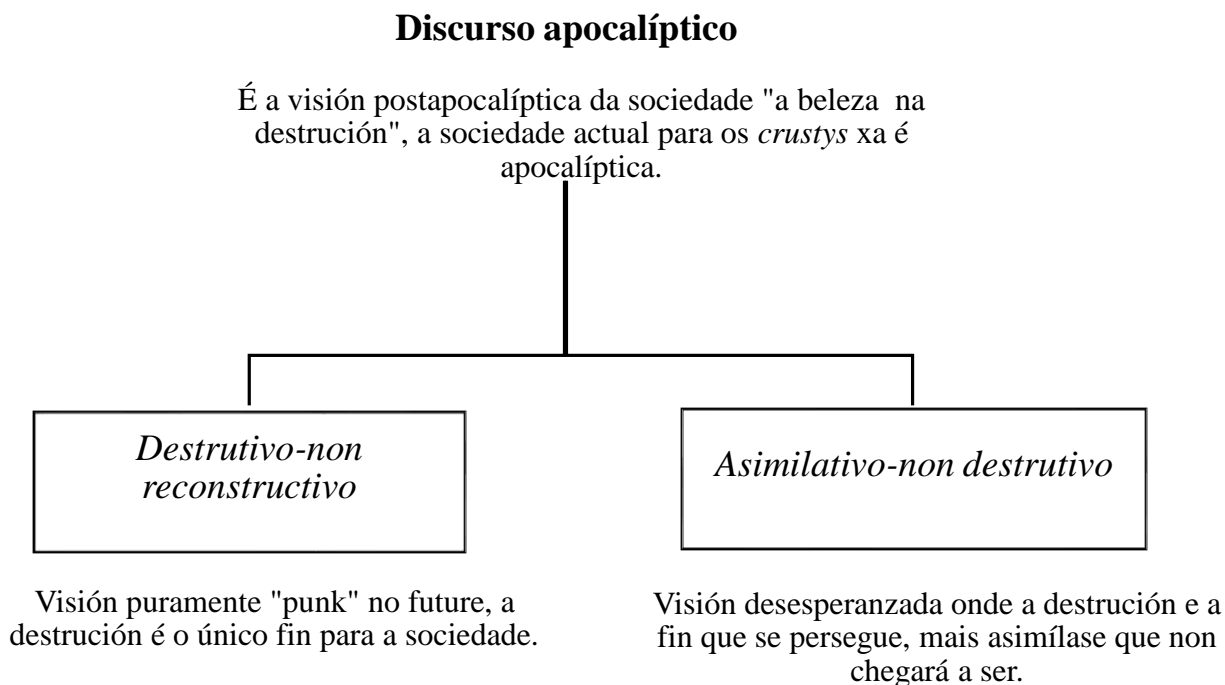 Discurso apocalíptico
É a visión postapocalíptica da sociedade "a beleza na
destrución", a sociedade actual para os crustys xa é
apocalíptica.
Destrutivo-non
reconstructivo
Asimilativo-non destrutivo
Visión puramente "punk" no future, a
destrución é o único fin para a sociedade.
Visión desesperanzada onde a destrución e a
fin que se persegue, mais asimílase que non
chegará a ser.